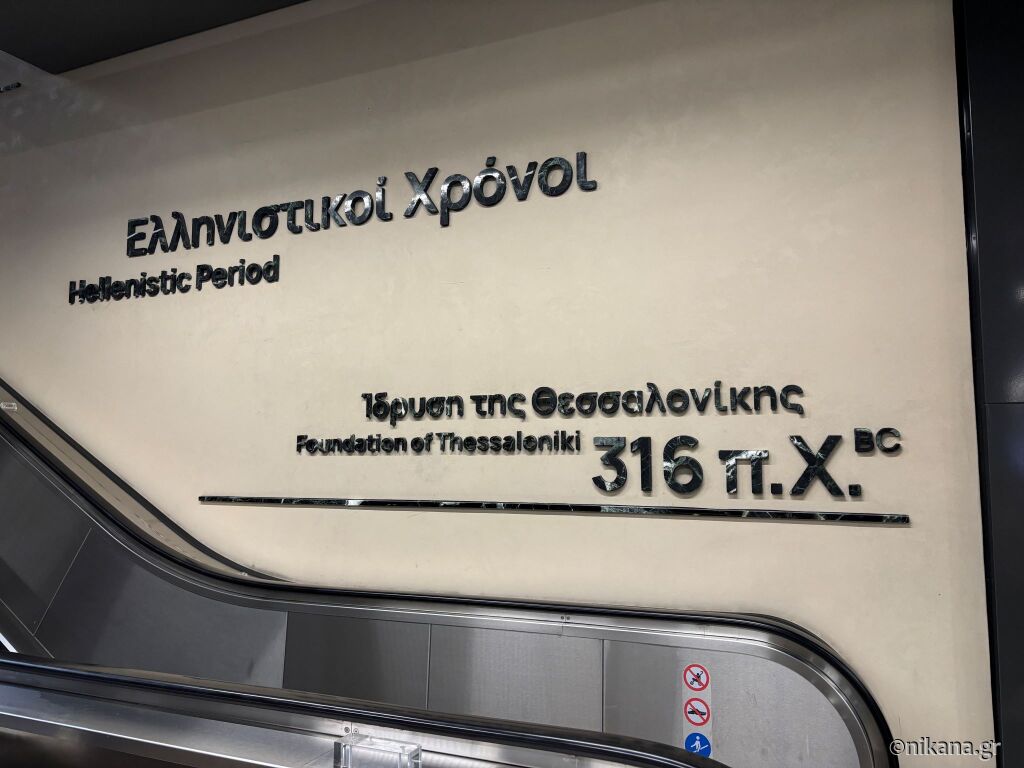 Ελληνιστικοί Χρόνοι
Hellenistic Period
Ίδρυση της Θεσσαλονίκης
Foundation of Thessaloniki 316 π.Χ. BC
©nikana.gr